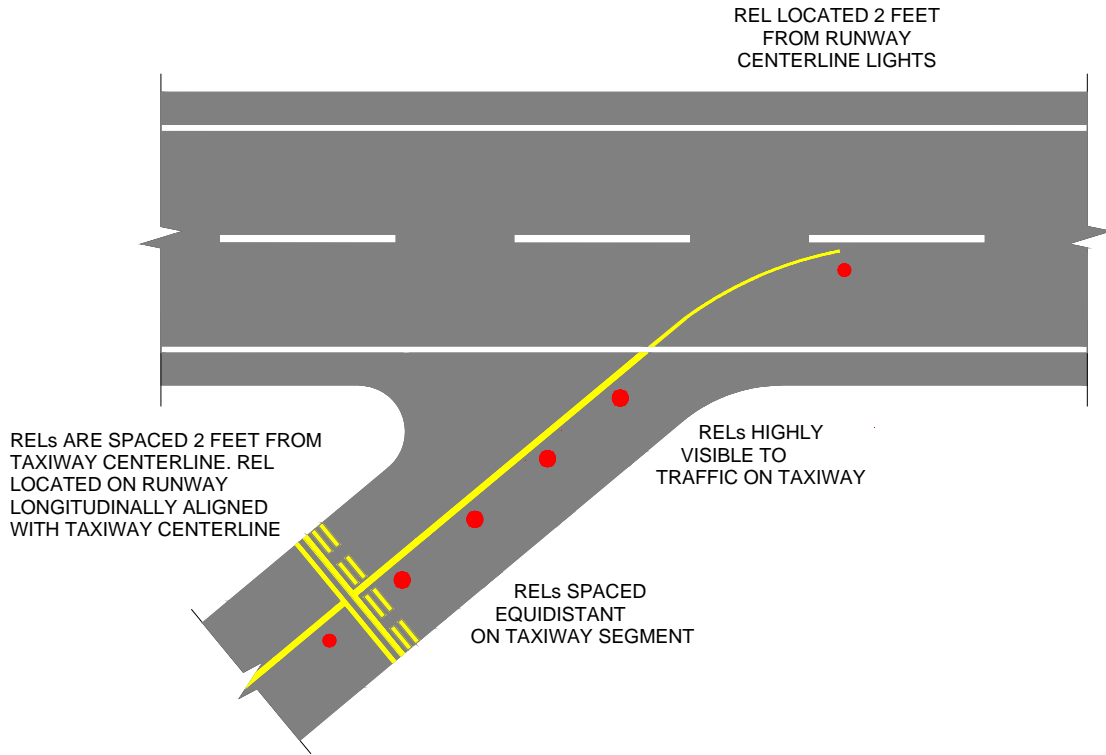 REL LOCATED 2 FEET
FROM RUNWAY
CENTERLINE LIGHTS
RELs ARE SPACED 2 FEET FROM
TAXIWAY CENTERLINE. REL
LOCATED ON RUNWAY
LONGITUDINALLY ALIGNED
WITH TAXIWAY CENTERLINE
RELs HIGHLY
VISIBLE TO
TRAFFIC ON TAXIWAY
RELs SPACED
EQUIDISTANT
ON TAXIWAY SEGMENT